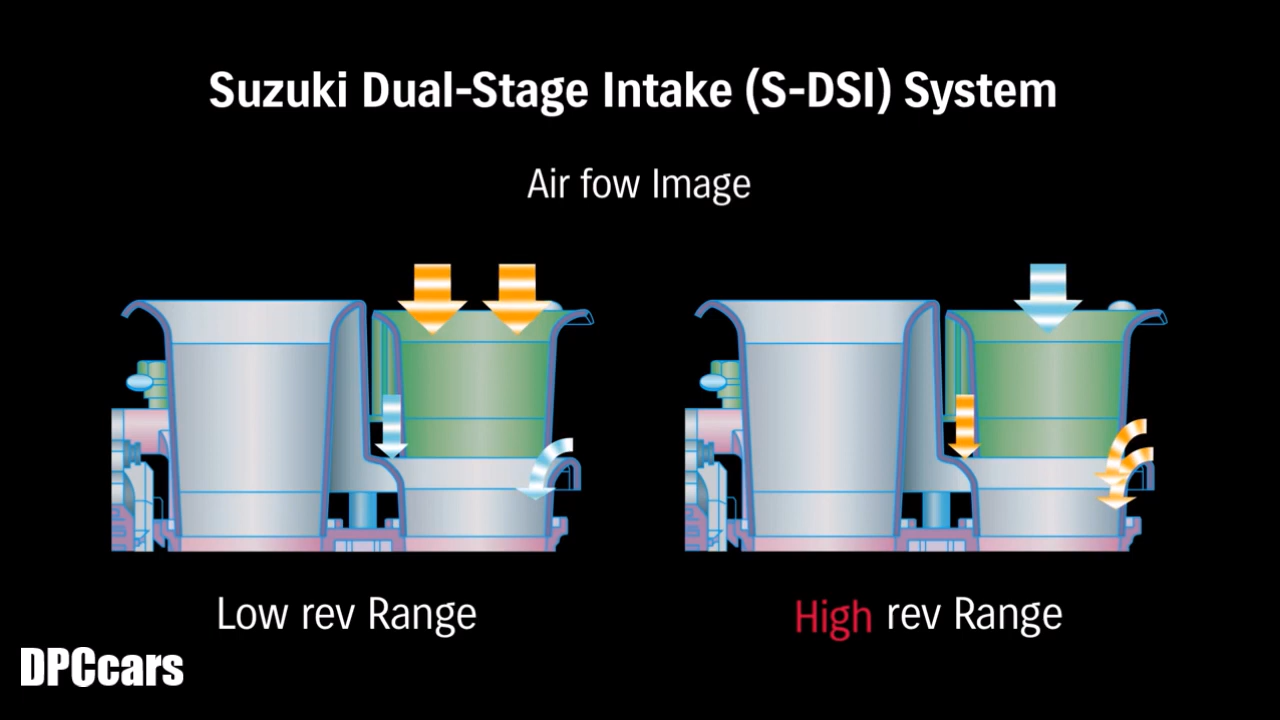 Suzuki Dual-Stage Intake (S-DSI) System
Air fow Image
Low rev Range
High rev Range
DPCcars